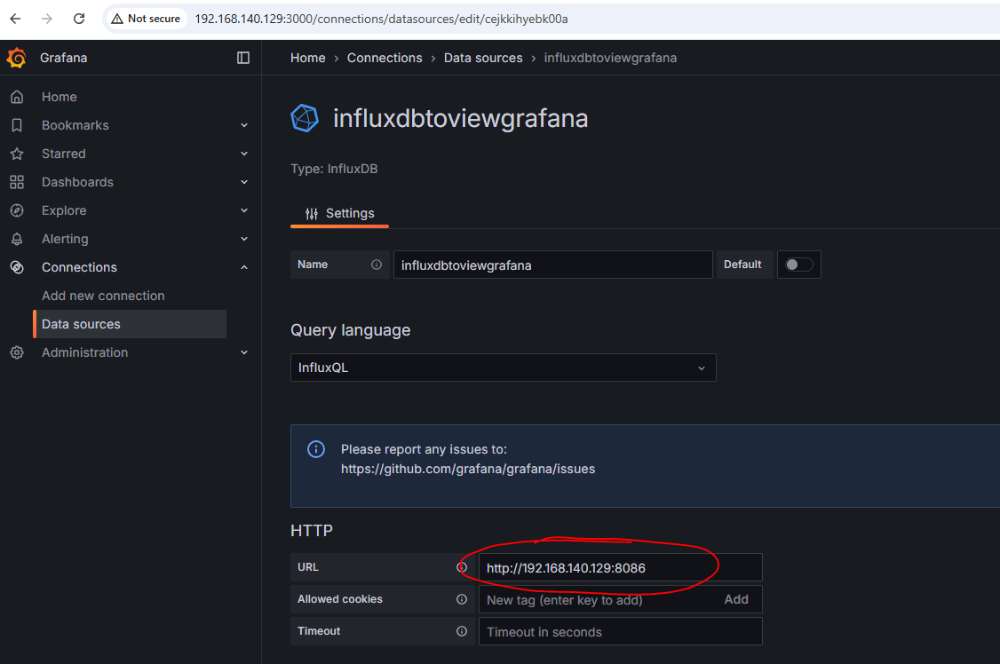 Not secure 192.168.140.129:3000/connections/datasources/edit/cejkkihyebk00a
Grafana
Home › Connections › Data sources › influxdbtoviewgrafana
Home
Bookmarks
Starred
Dashboards
Explore
Alerting
Connections
Add new connection
Data sources
Administration
influxdbtoviewgrafana
Type: InfluxDB
Settings
Name influxdbtoviewgrafana Default
Query language
InfluxQL
Please report any issues to:
https://github.com/grafana/grafana/issues
HTTP
URL http://192.168.140.129:8086
Allowed cookies New tag (enter key to add) Add
Timeout Timeout in seconds